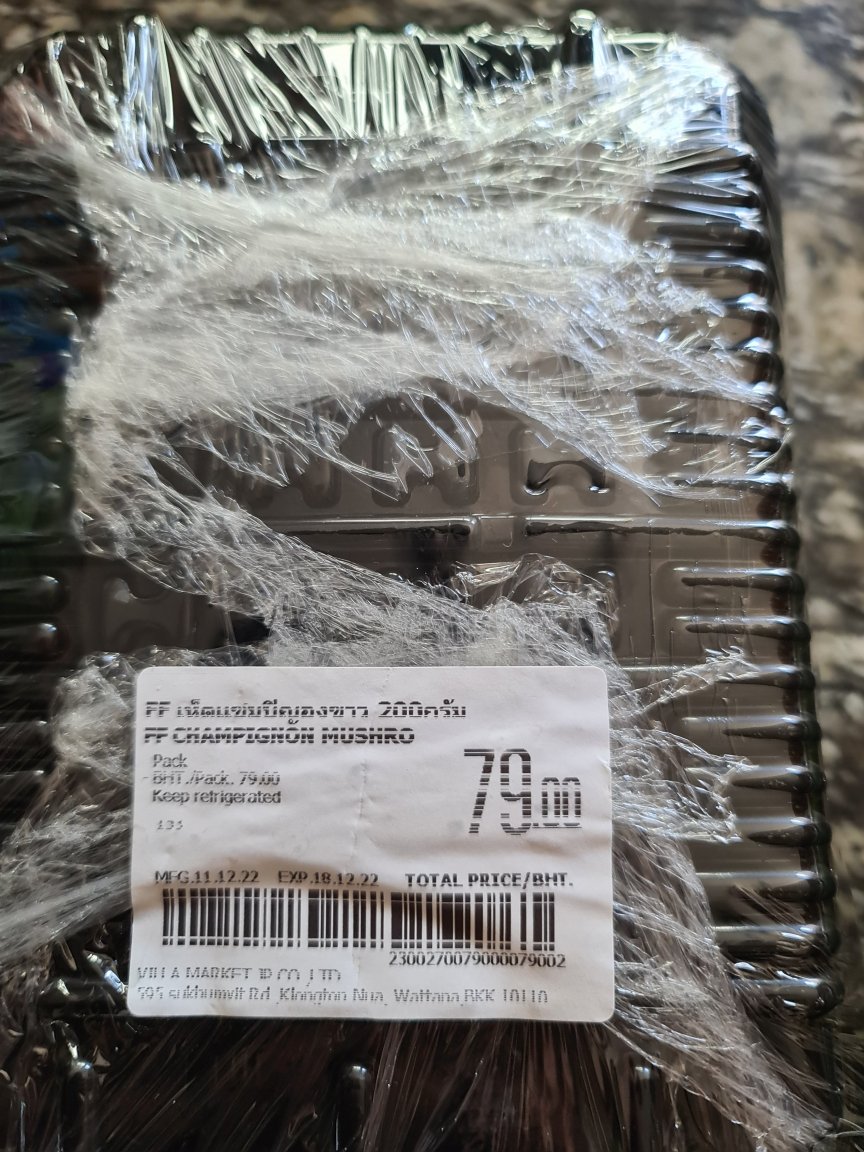 FF เห็ดแชมปิญองขาว 200กรัม
FF CHAMPIGNON MUSHRO
Pack
BHT./Pack. 79.00
Keep refrigerated
79.00
MFG.11.12.22 EXP.18.12.22 TOTAL PRICE/BHT.
2300270079000079002
VILLA MARKET JP CO.,LTD
595 sukhumvit Rd.,Klongton Nua, Wattana,BKK 10110